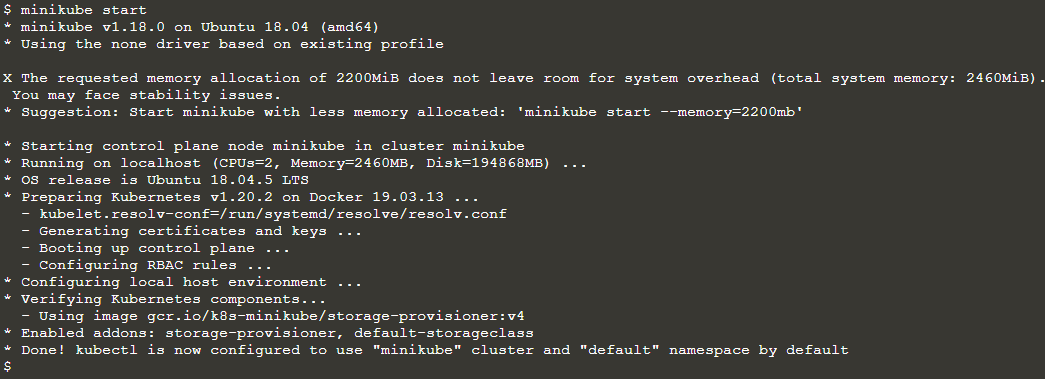 $ minikube start
* minikube v1.18.0 on Ubuntu 18.04 (amd64)
* Using the none driver based on existing profile
X The requested memory allocation of 2200MiB does not leave room for system overhead (total system memory: 2460MiB).
You may face stability issues.
* Suggestion: Start minikube with less memory allocated: 'minikube start --memory=2200mb'
* Starting control plane node minikube in cluster minikube
* Running on localhost (CPUs=2, Memory=2460MB, Disk=194868MB) ...
* OS release is Ubuntu 18.04.5 LTS
* Preparing Kubernetes v1.20.2 on Docker 19.03.13 ...
- kubelet.resolv-conf=/run/systemd/resolve/resolv.conf
- Generating certificates and keys ...
- Booting up control plane ...
- Configuring RBAC rules ...
* Configuring local host environment ...
* Verifying Kubernetes components...
- Using image gcr.io/k8s-minikube/storage-provisioner:v4
* Enabled addons: storage-provisioner, default-storageclass
* Done! kubectl is now configured to use "minikube" cluster and "default" namespace by default
$